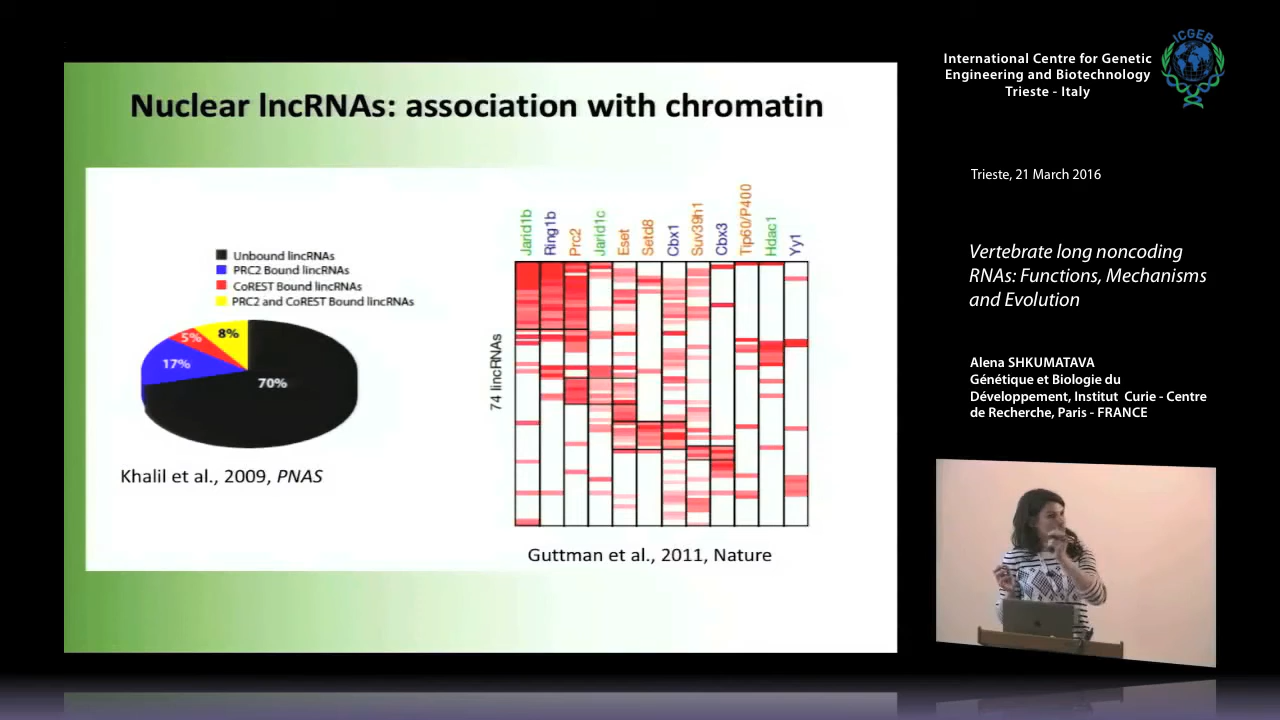 Nuclear lncRNAs: association with chromatin
Unbound lincRNAs
PRC2 Bound lincRNAs
CoREST Bound lincRNAs
PRC2 and CoREST Bound lincRNAs
8%
5%
17%
70%
Khalil et al., 2009, PNAS
Jarid1b
Ring1b
Prc2
Jarid1c
Eset
Setd8
Cbx1
Suv39h1
Cbx3
Tip60/P400
Hdac1
Yy1
74 lincRNAs
Guttman et al., 2011, Nature
International Centre for Genetic
Engineering and Biotechnology
Trieste - Italy
ICGEB
Trieste, 21 March 2016
Vertebrate long noncoding
RNAs: Functions, Mechanisms
and Evolution
Alena SHKUMATAVA
Génétique et Biologie du
Développement, Institut Curie - Centre
de Recherche, Paris - FRANCE